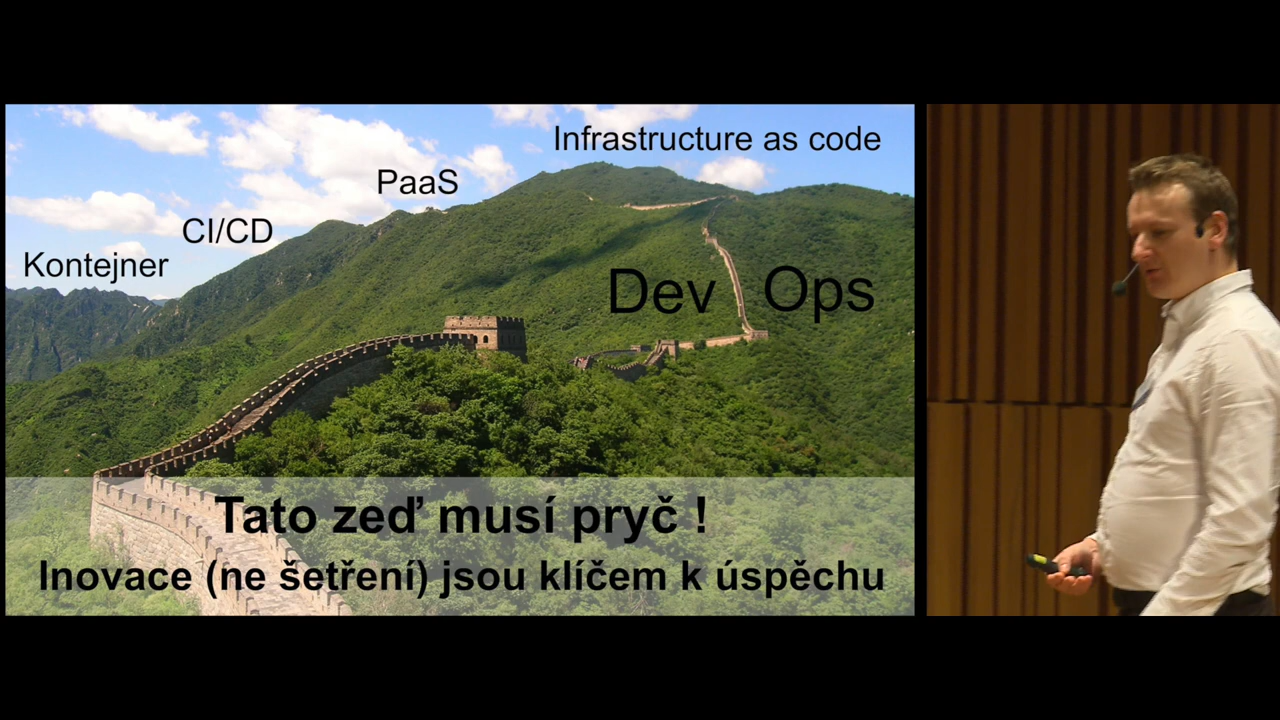 Infrastructure as code
PaaS
CI/CD
Kontejner
Dev Ops
Tato zeď musí pryč !
Inovace (ne šetření) jsou klíčem k úspěchu